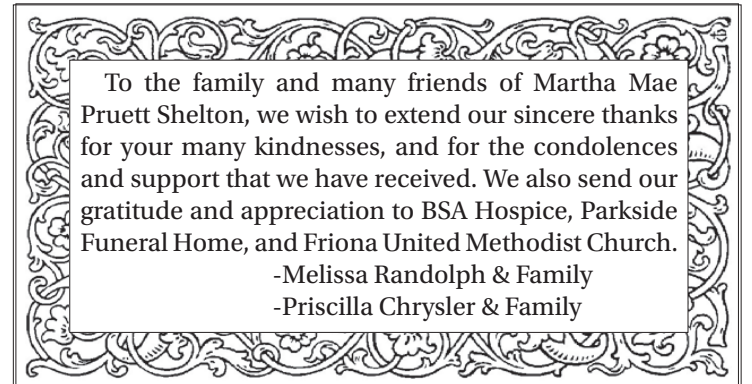 To the family and many friends of Martha Mae
Pruett Shelton, we wish to extend our sincere thanks
for your many kindnesses, and for the condolences
and support that we have received. We also send our
gratitude and appreciation to BSA Hospice, Parkside
Funeral Home, and Friona United Methodist Church.
-Melissa Randolph & Family
-Priscilla Chrysler & Family